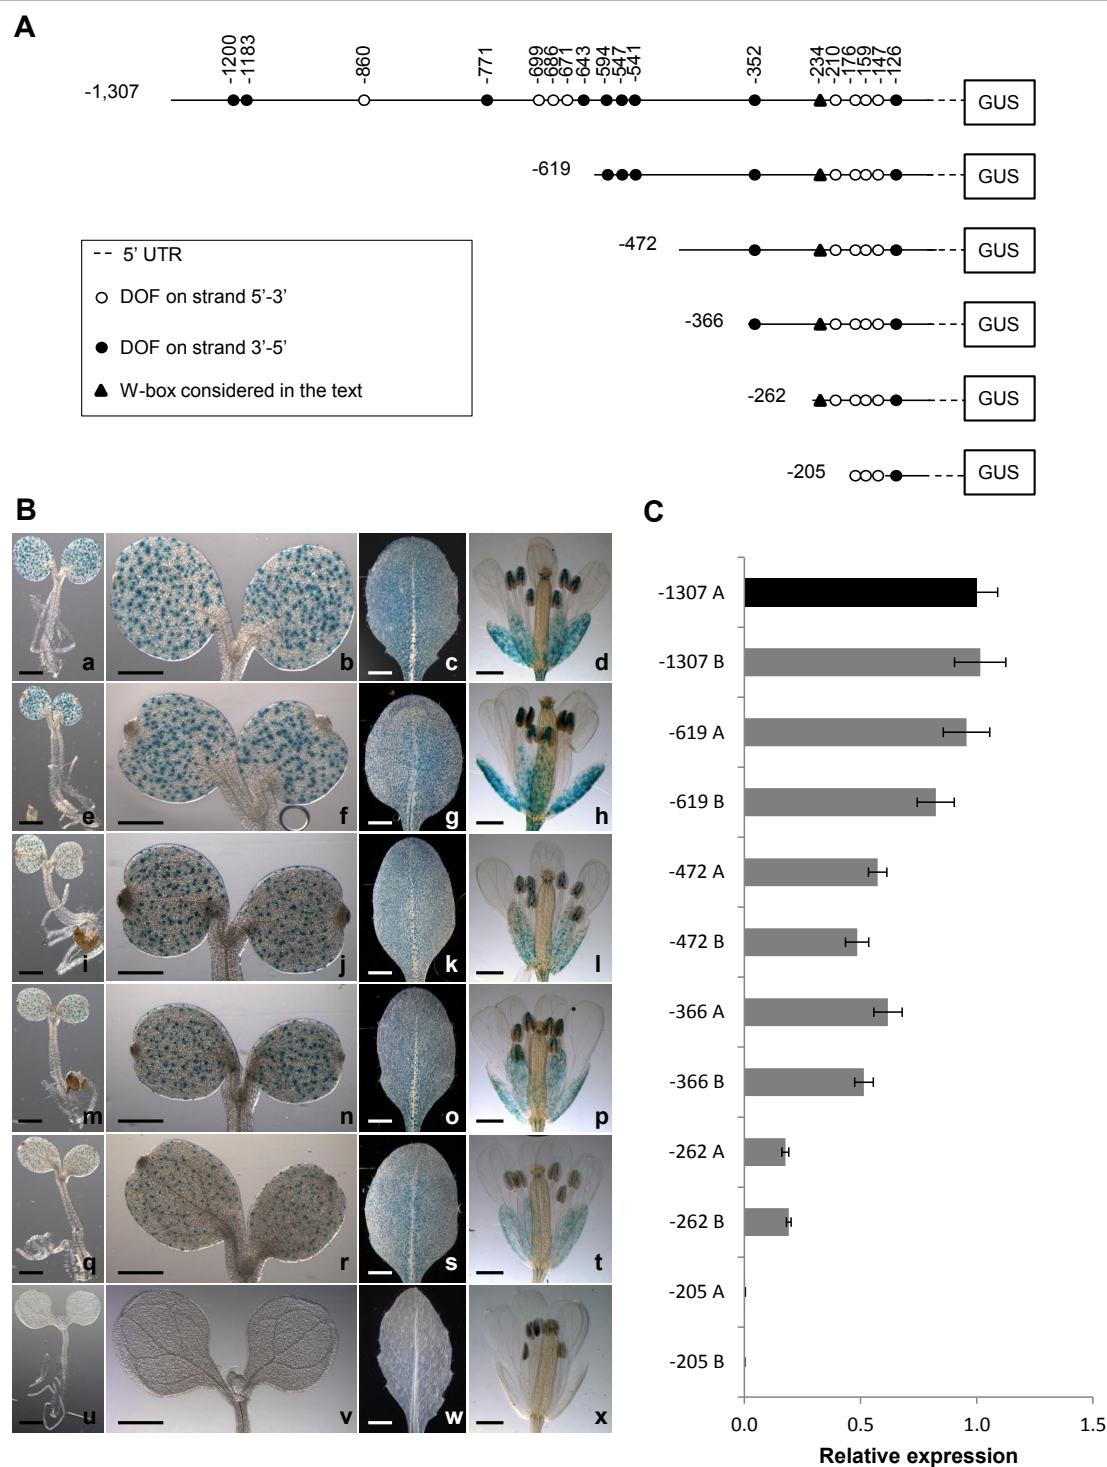 A
-1200
-1183
-860
-771
-699
-686
-671
-643
-594
-547
-541
-352
-234
-210
-176
-159
-147
-126
-1,307
GUS
-619
GUS
-472
GUS
-366
GUS
-262
GUS
-205
GUS
5’ UTR
DOF on strand 5’-3’
DOF on strand 3’-5’
W-box considered in the text
B
a
b
c
d
e
f
g
h
i
j
k
l
m
n
o
p
q
r
s
t
u
v
w
x
C
-1307 A
-1307 B
-619 A
-619 B
-472 A
-472 B
-366 A
-366 B
-262 A
-262 B
-205 A
-205 B
0.0
0.5
1.0
1.5
Relative expression